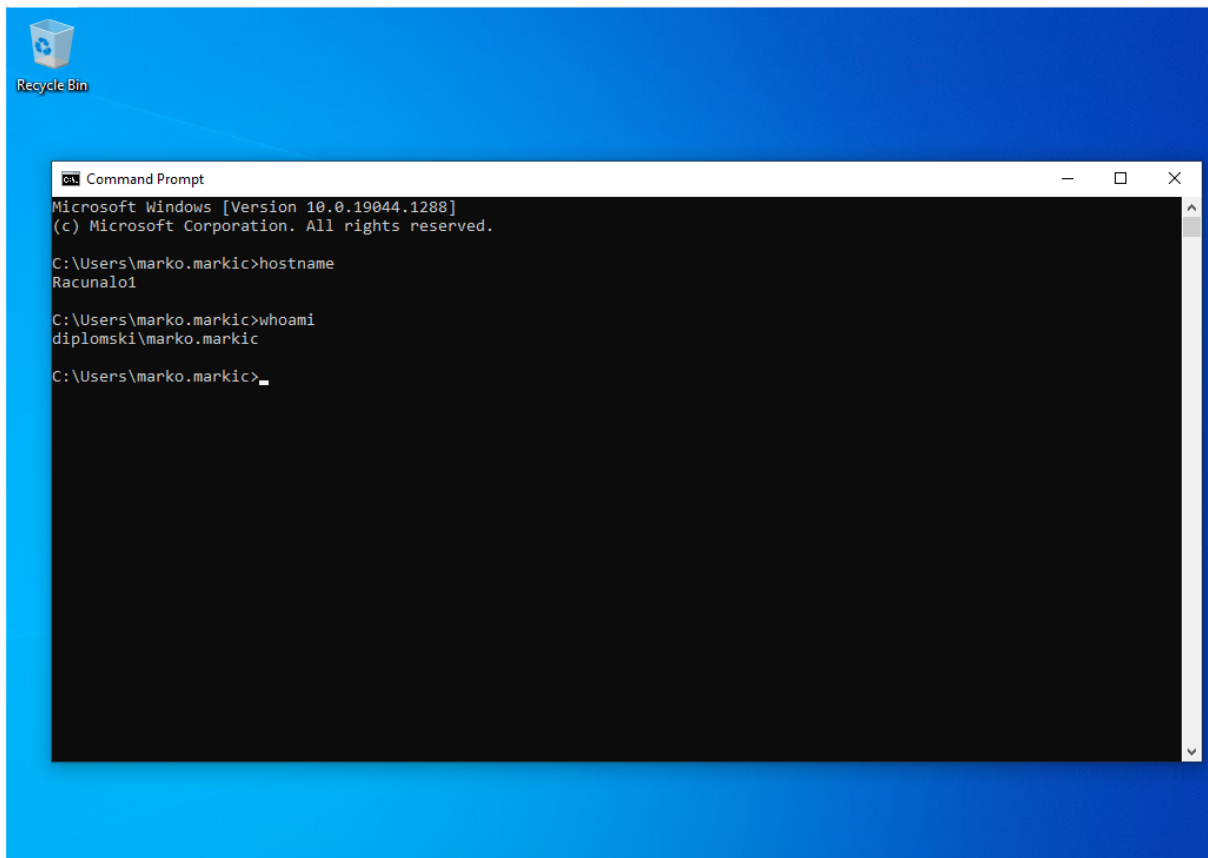 Recycle Bin
Command Prompt
Microsoft Windows [Version 10.0.19044.1288]
(c) Microsoft Corporation. All rights reserved.
C:\Users\marko.markic>hostname
Racunalo1
C:\Users\marko.markic>whoami
diplomski\marko.markic
C:\Users\marko.markic>